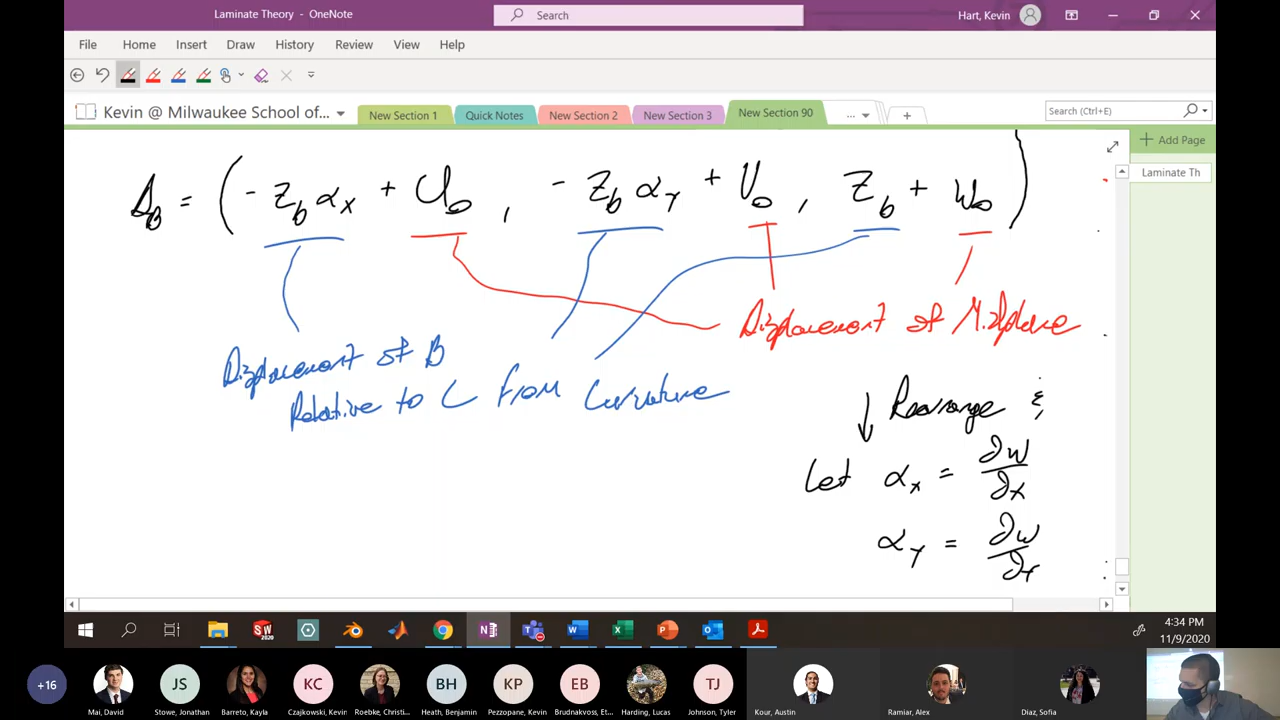 Laminate Theory - OneNote
Search
Hart, Kevin
File Home Insert Draw History Review View Help
Kevin @ Milwaukee School of...
New Section 1
Quick Notes
New Section 2
New Section 3
New Section 90
...
Search (Ctrl+E)
Add Page
Laminate Th
Δ_B = ( - z_b α_x + U_o , - z_b α_y + V_o , z_b + w_o )
Displacement of Midplane
Displacement of B
Relative to C From Curvature
↓ Rearrange &
Let α_x = ∂w/∂x
α_y = ∂w/∂y
4:34 PM
11/9/2020
+16
JS
KC
BH
KP
EB
TJ
Mai, David
Stowe, Jonathan
Barreto, Kayla
Czajkowski, Kevin
Roebke, Christi...
Heath, Benjamin
Pezzopane, Kevin
Brudnakvoss, Et...
Harding, Lucas
Johnson, Tyler
Kour, Austin
Ramiar, Alex
Diaz, Sofia